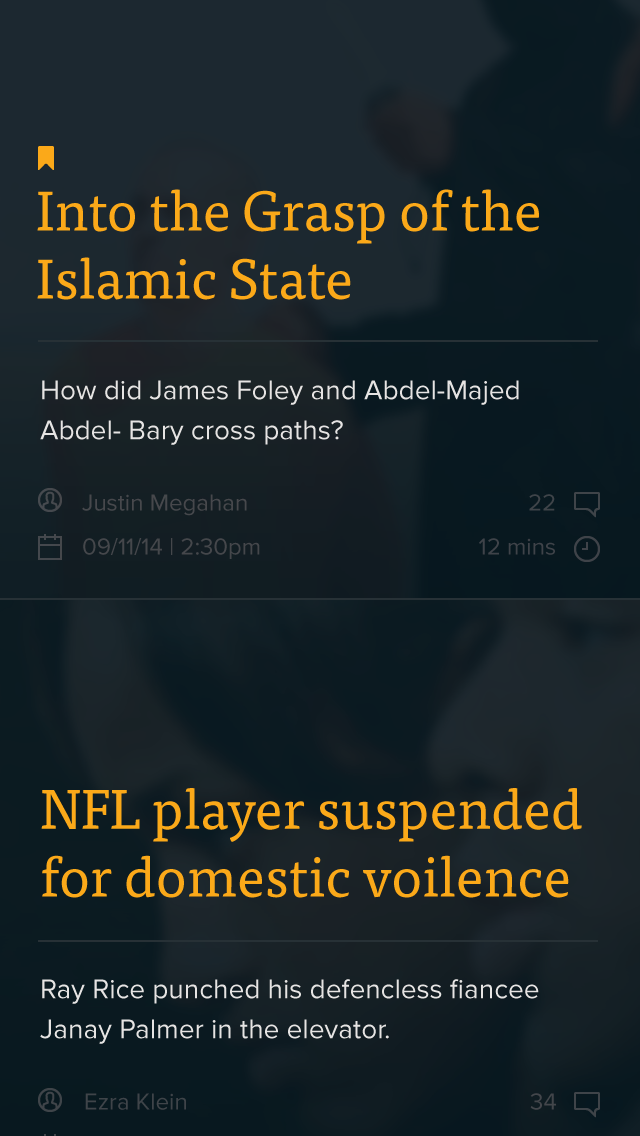 Into the Grasp of the
Islamic State
How did James Foley and Abdel-Majed
Abdel- Bary cross paths?
Justin Megahan
22
09/11/14 | 2:30pm
12 mins
NFL player suspended
for domestic voilence
Ray Rice punched his defencless fiancee
Janay Palmer in the elevator.
Ezra Klein
34